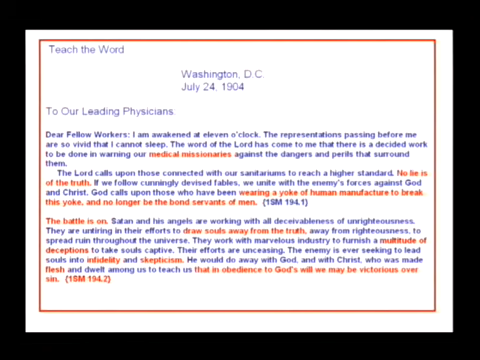 Teach the Word
Washington, D.C.
July 24, 1904
To Our Leading Physicians.
Dear Fellow Workers: I am awakened at eleven o'clock. The representations passing before me
are so vivid that I cannot sleep. The word of the Lord has come to me that there is a decided work
to be done in warning our medical missionaries against the dangers and perils that surround
them.
The Lord calls upon those connected with our sanitariums to reach a higher standard. No lie is
of the truth. If we follow cunningly devised fables, we unite with the enemy's forces against God
and Christ. God calls upon those who have been wearing a yoke of human manufacture to break
this yoke, and no longer be the bond servants of men. (1SM 194.1)
The battle is on. Satan and his angels are working with all deceivableness of unrighteousness.
They are untiring in their efforts to draw souls away from the truth, away from righteousness, to
spread ruin throughout the universe. They work with marvelous industry to furnish a multitude of
deceptions to take souls captive. Their efforts are unceasing. The enemy is ever seeking to lead
souls into infidelity and skepticism. He would do away with God, and with Christ, who was made
flesh and dwelt among us to teach us that in obedience to God's will we may be victorious over
sin. (1SM 194.2)